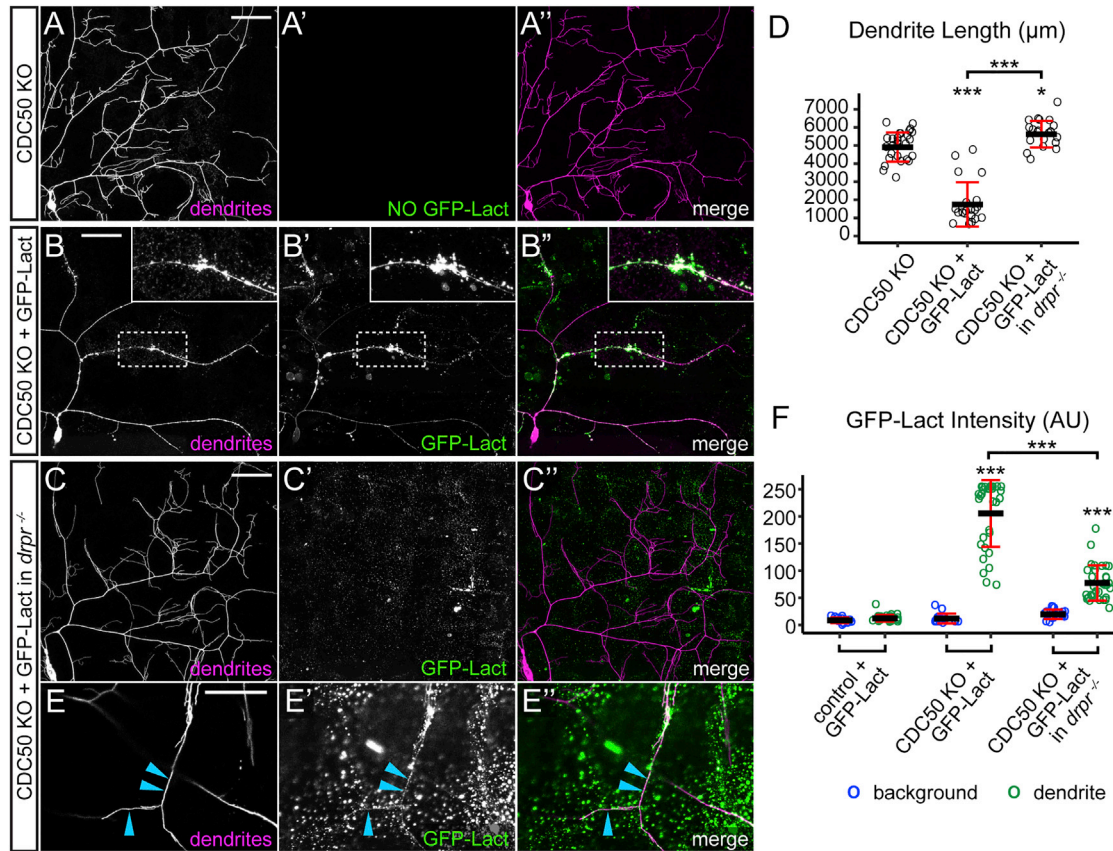 CDC50 KO
A
dendrites
A'
NO GFP-Lact
A''
merge
CDC50 KO + GFP-Lact
B
dendrites
B'
GFP-Lact
B''
merge
CDC50 KO + GFP-Lact in drpr -/-
C
dendrites
C'
GFP-Lact
C''
merge
E
dendrites
E'
GFP-Lact
E''
merge
D
Dendrite Length (µm)
***
***
*
7000
6000
5000
4000
3000
2000
1000
0
CDC50 KO
CDC50 KO +
GFP-Lact
CDC50 KO +
GFP-Lact
in drpr -/-
F
GFP-Lact Intensity (AU)
***
***
***
250
200
150
100
50
0
control +
GFP-Lact
CDC50 KO +
GFP-Lact
CDC50 KO +
GFP-Lact
in drpr -/-
background
dendrite